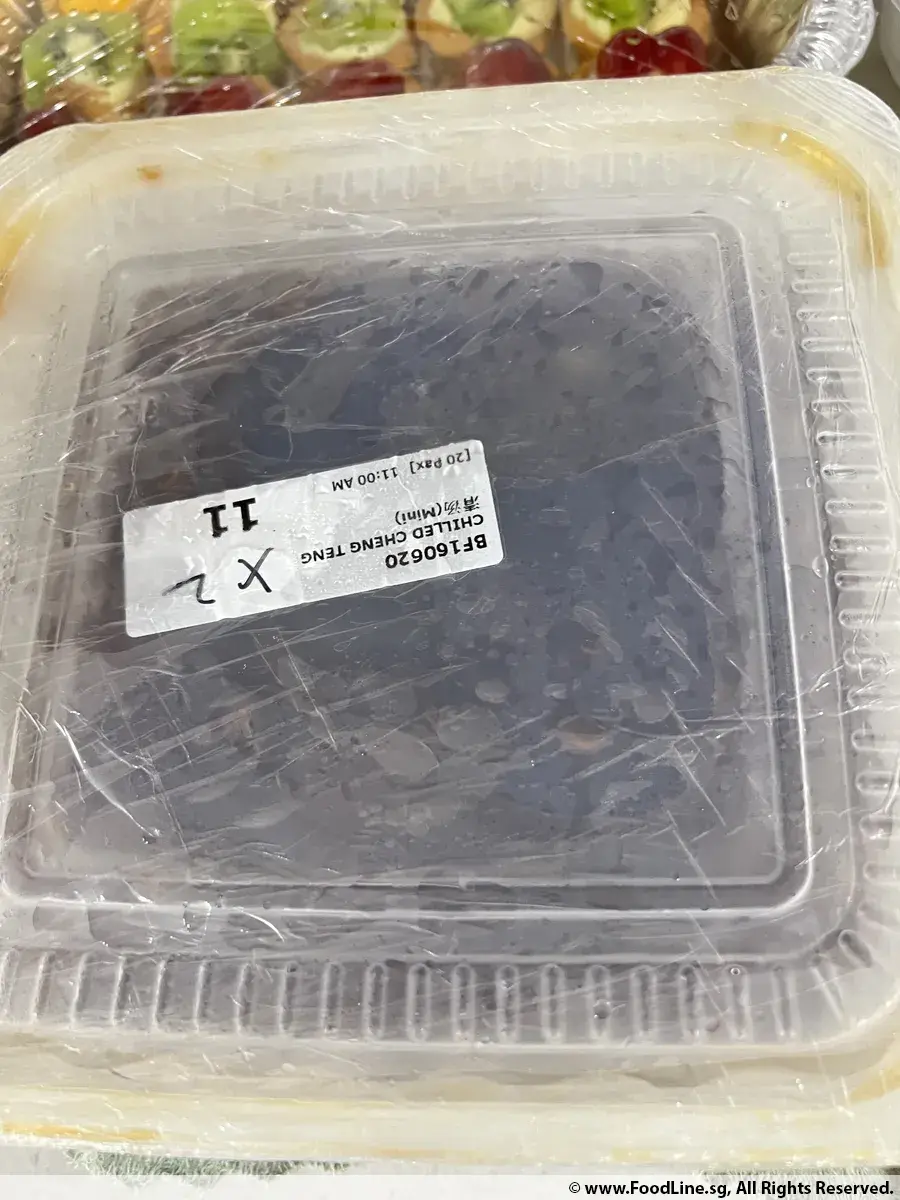 BF160620
CHILLED CHENG TENG
清汤(Mini)
[20 Pax] 11:00 AM
11
X 2
© www.FoodLine.sg, All Rights Reserved.